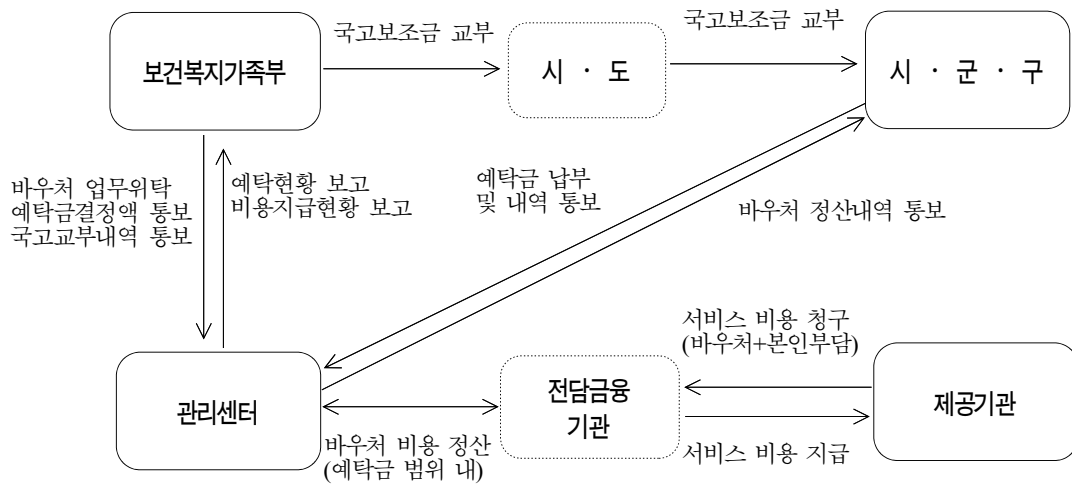 국고보조금 교부
국고보조금 교부
보건복지가족부
시 · 도
시 · 군 · 구
바우처 업무위탁
예탁금결정액 통보
국고교부내역 통보
예탁현황 보고
비용지급현황 보고
예탁금 납부
및 내역 통보
바우처 정산내역 통보
서비스 비용 청구
(바우처+본인부담)
관리센터
전담금융
기관
제공기관
바우처 비용 정산
(예탁금 범위 내)
서비스 비용 지급